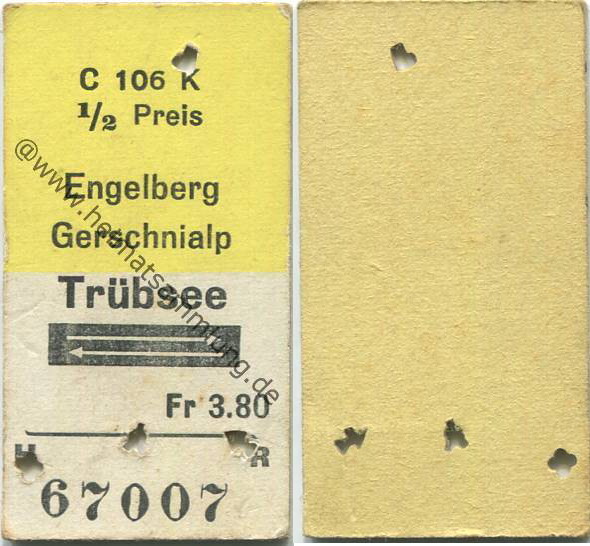 C 106 K
1/2 Preis
Engelberg
Gerschnialp
Trübsee
Fr 3.80
H R
67007
@www.heimatsammlung.de